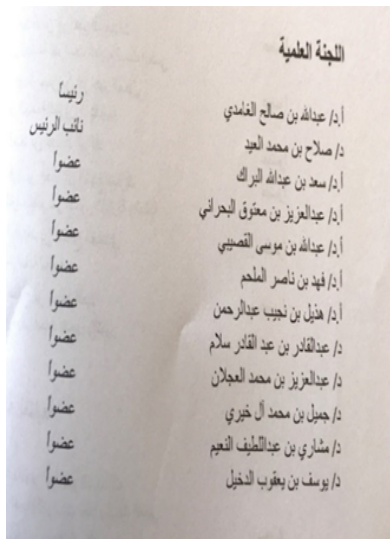 اللجنة العلمية
أ.د/ عبدالله بن صالح الغامدي رئيسا
د/ صلاح بن محمد العيد نائب الرئيس
أ.د/ سعد بن عبدالله البراك عضوا
أ.د/ عبدالعزيز بن معتوق البحراني عضوا
أ.د/ عبدالله بن موسى القصيبي عضوا
أ.د/ فهد بن ناصر الملحم عضوا
أ.د/ هذيل بن نجيب عبدالرحمن عضوا
د/ عبدالقادر بن عبد القادر سلام عضوا
د/ عبدالعزيز بن محمد العجلان عضوا
د/ جميل بن محمد آل خيري عضوا
د/ مشاري بن عبداللطيف النعيم عضوا
د/ يوسف بن يعقوب الدخيل عضوا